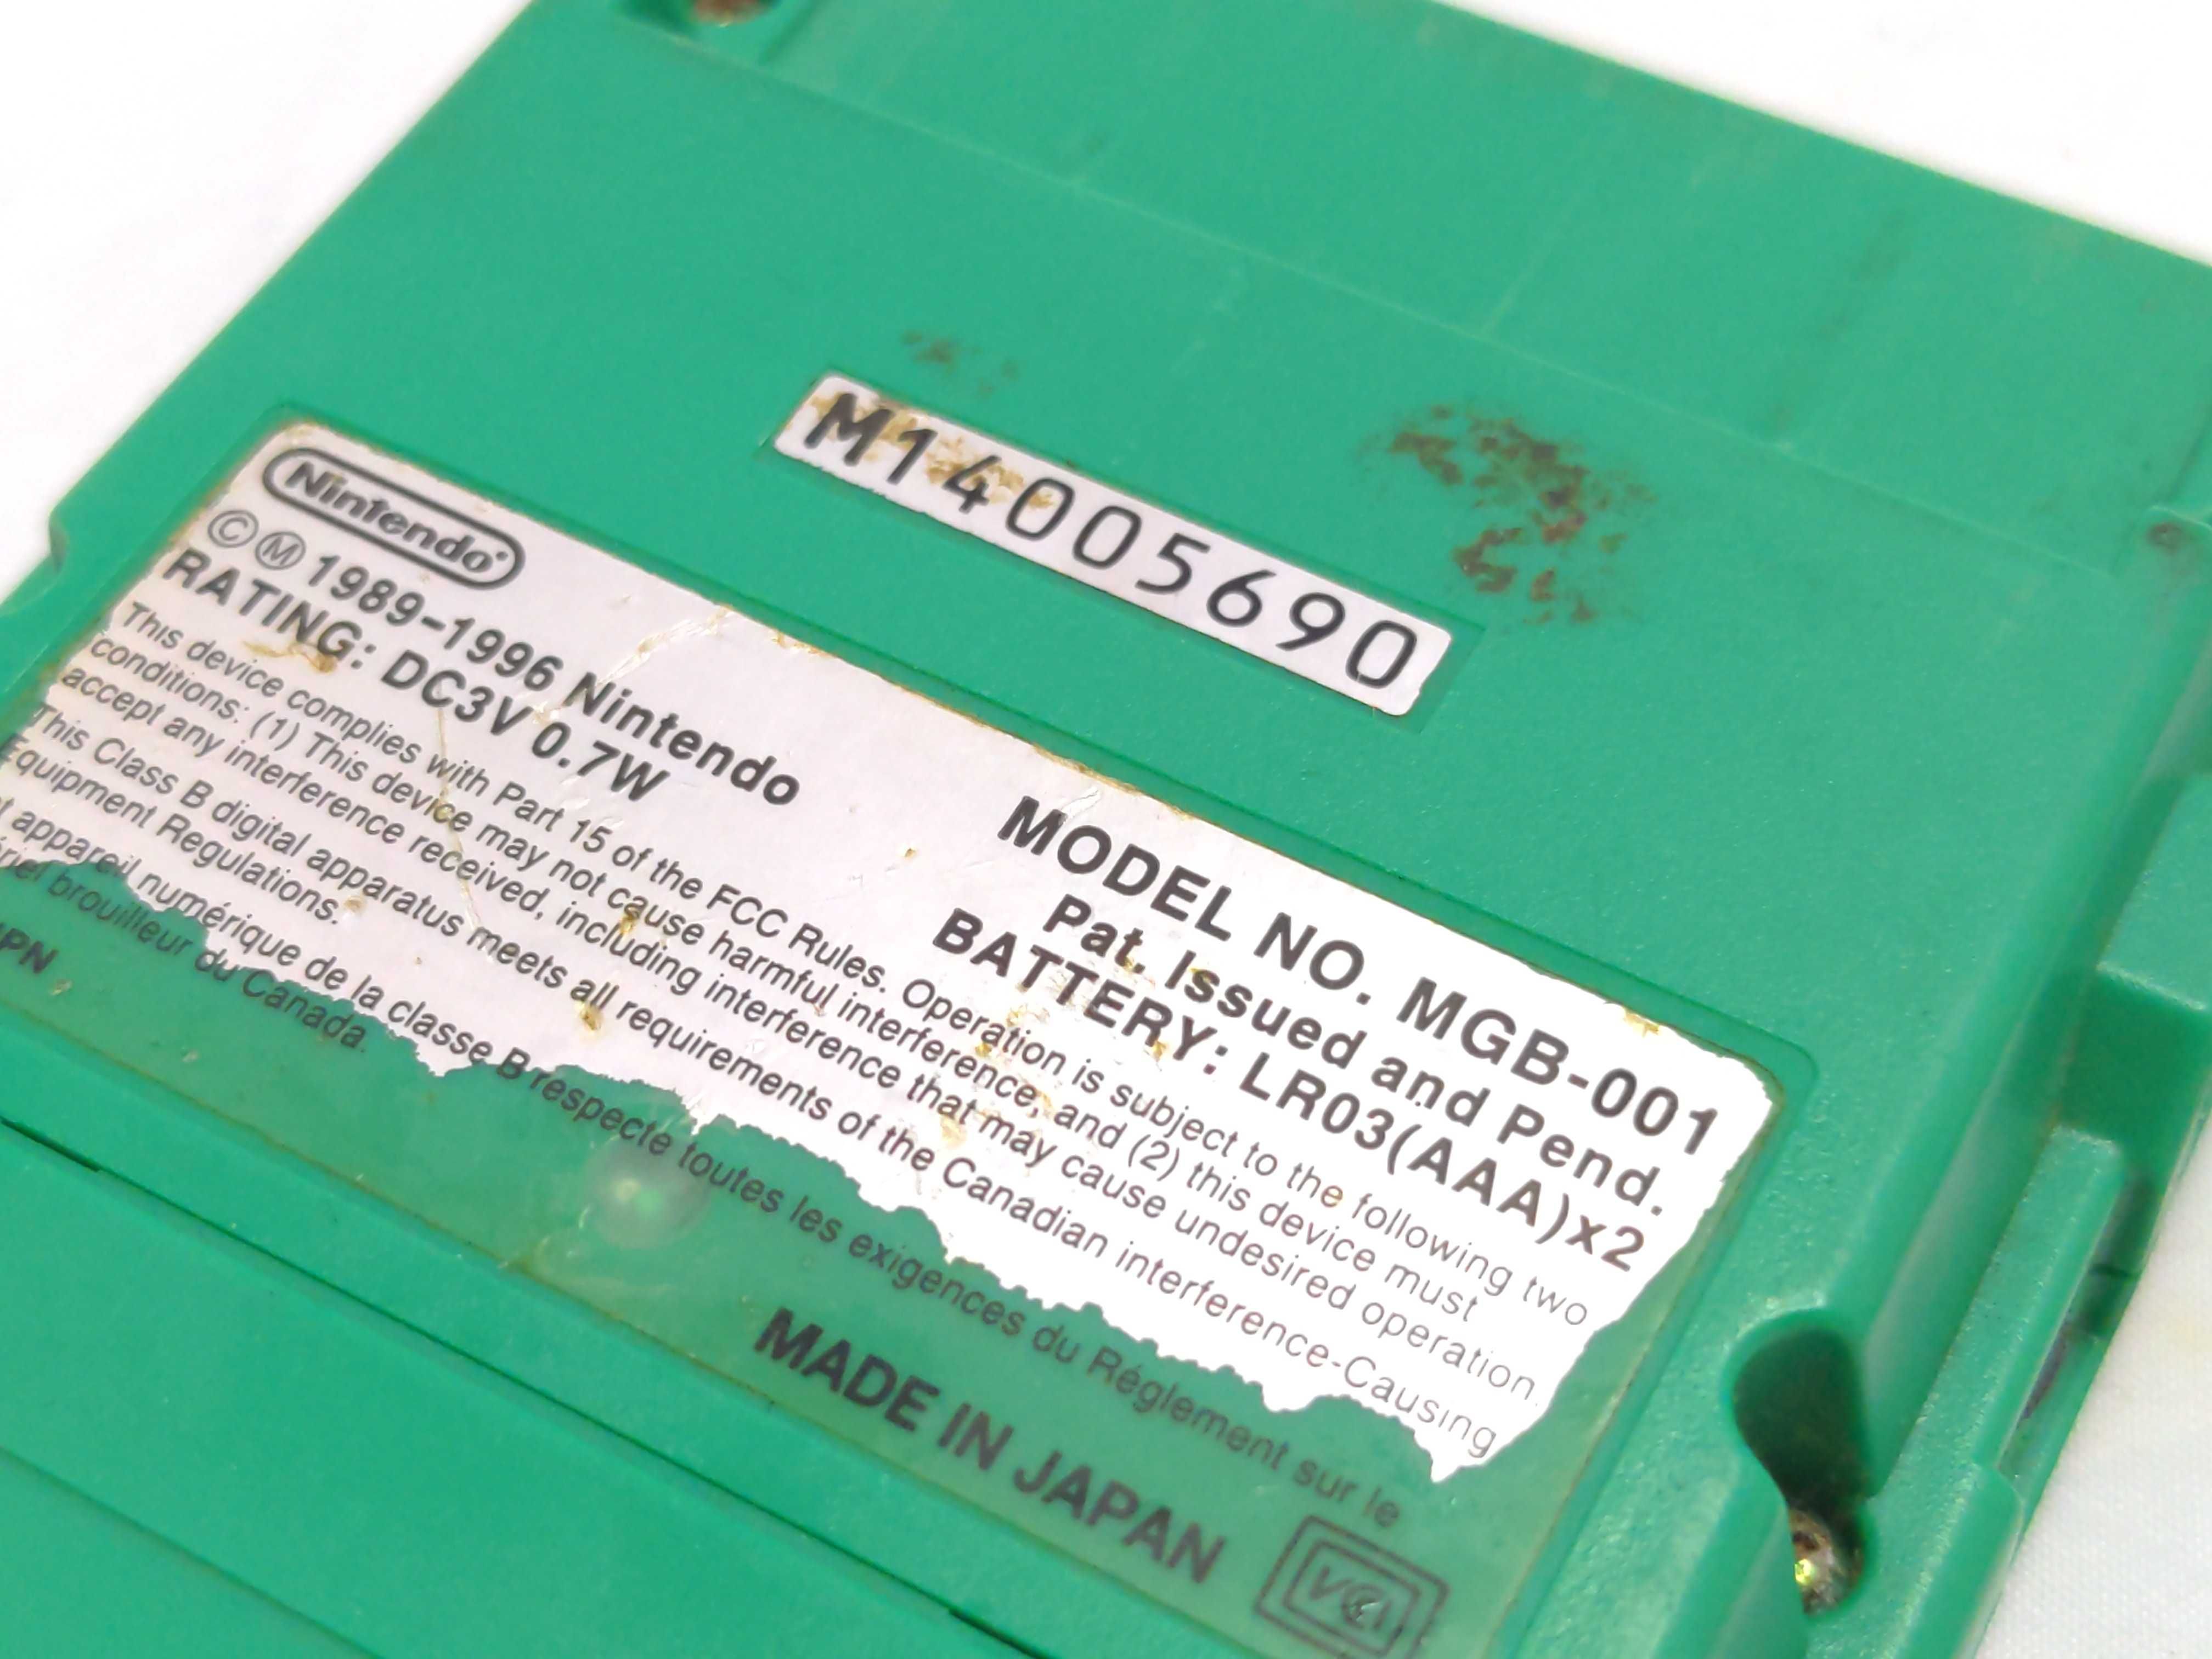 M14005690
Nintendo®
©Ⓜ 1989-1996 Nintendo
RATING: DC3V 0.7W
MODEL NO. MGB-001
Pat. Issued and Pend.
BATTERY: LR03(AAA)x2
This device complies with Part 15 of the FCC Rules. Operation is subject to the following two
conditions: (1) This device may not cause harmful interference, and (2) this device must
accept any interference received, including interference that may cause undesired operation.
This Class B digital apparatus meets all requirements of the Canadian interference-Causing
Equipment Regulations.
appareil numérique de la classe B respecte toutes les exigences du Réglement sur le
brouilleur du Canada.
MADE IN JAPAN